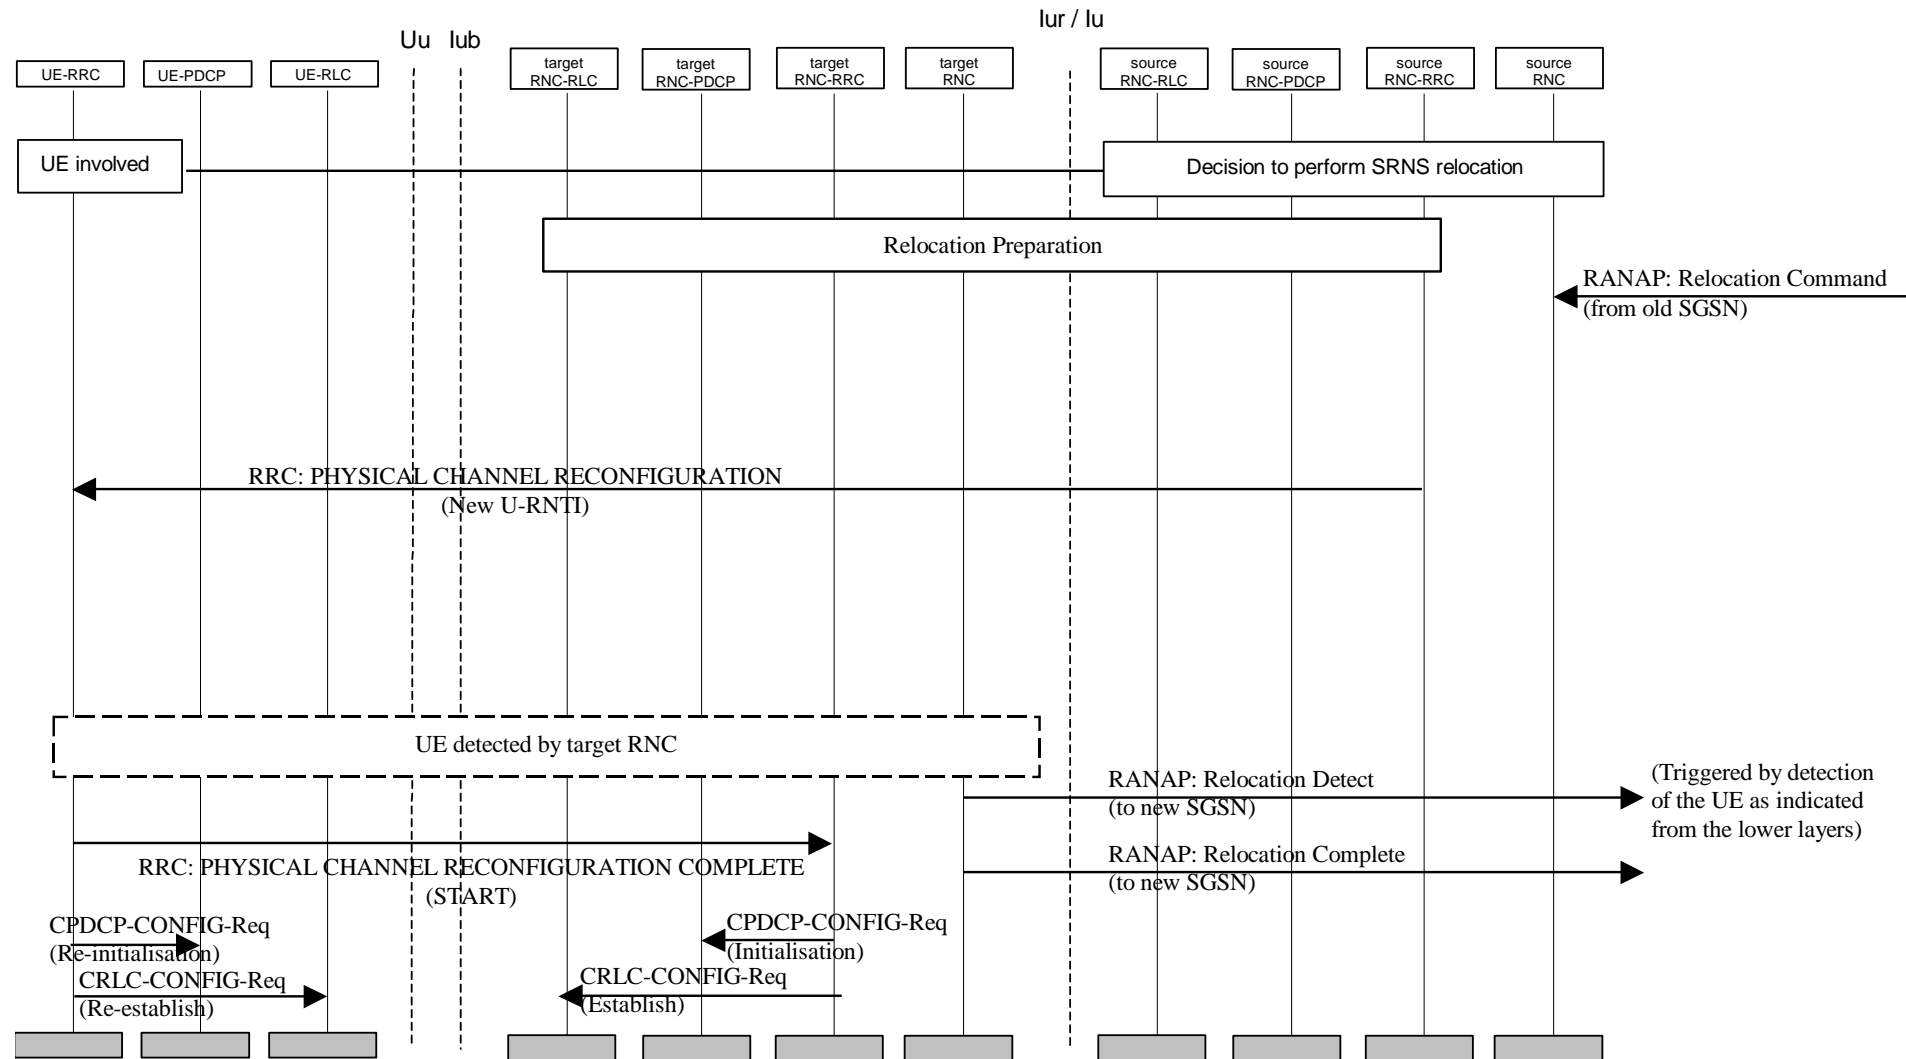 Iur / Iu
Uu Iub
UE-RRC
UE-PDCP
UE-RLC
target
RNC-RLC
target
RNC-PDCP
target
RNC-RRC
target
RNC
source
RNC-RLC
source
RNC-PDCP
source
RNC-RRC
source
RNC
UE involved
Decision to perform SRNS relocation
Relocation Preparation
RANAP: Relocation Command
(from old SGSN)
RRC: PHYSICAL CHANNEL RECONFIGURATION
(New U-RNTI)
UE detected by target RNC
RANAP: Relocation Detect
(to new SGSN)
(Triggered by detection
of the UE as indicated
from the lower layers)
RRC: PHYSICAL CHANNEL RECONFIGURATION COMPLETE
(START)
RANAP: Relocation Complete
(to new SGSN)
CPDCP-CONFIG-Req
(Re-initialisation)
CPDCP-CONFIG-Req
(Initialisation)
CRLC-CONFIG-Req
(Re-establish)
CRLC-CONFIG-Req
(Establish)